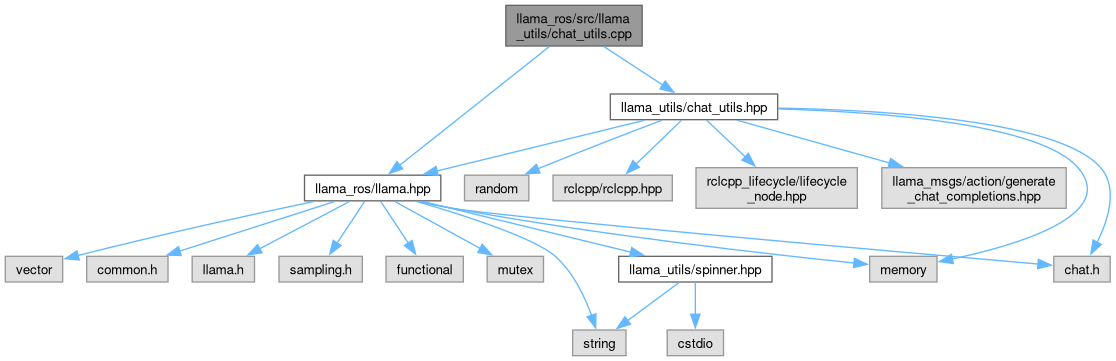 llama_ros/src/llama
_utils/chat_utils.cpp
llama_utils/chat_utils.hpp
llama_ros/llama.hpp
random
rclcpp/rclcpp.hpp
rclcpp_lifecycle/lifecycle
_node.hpp
llama_msgs/action/generate
_chat_completions.hpp
vector
common.h
llama.h
sampling.h
functional
mutex
llama_utils/spinner.hpp
memory
chat.h
string
cstdio